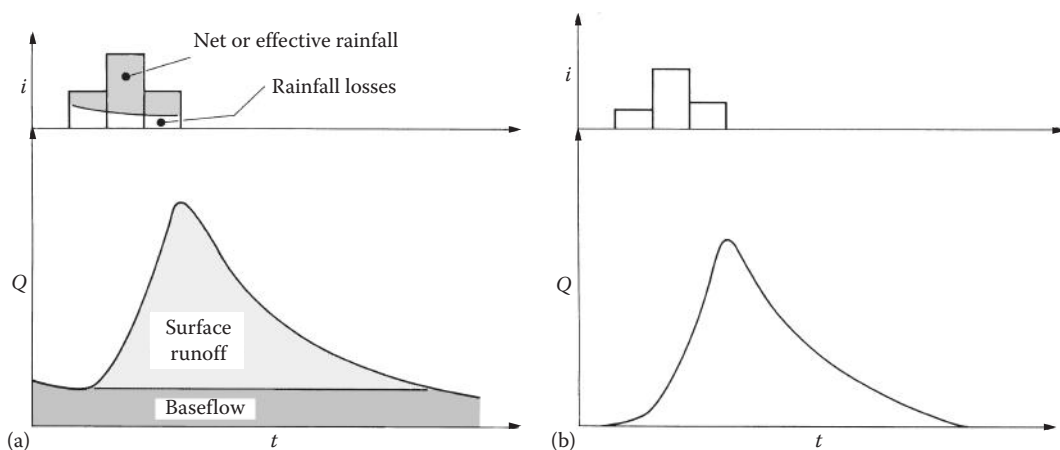 Net or effective rainfall
i
Rainfall losses
Q
Surface
runoff
Baseflow
(a)
t
i
Q
(b)
t